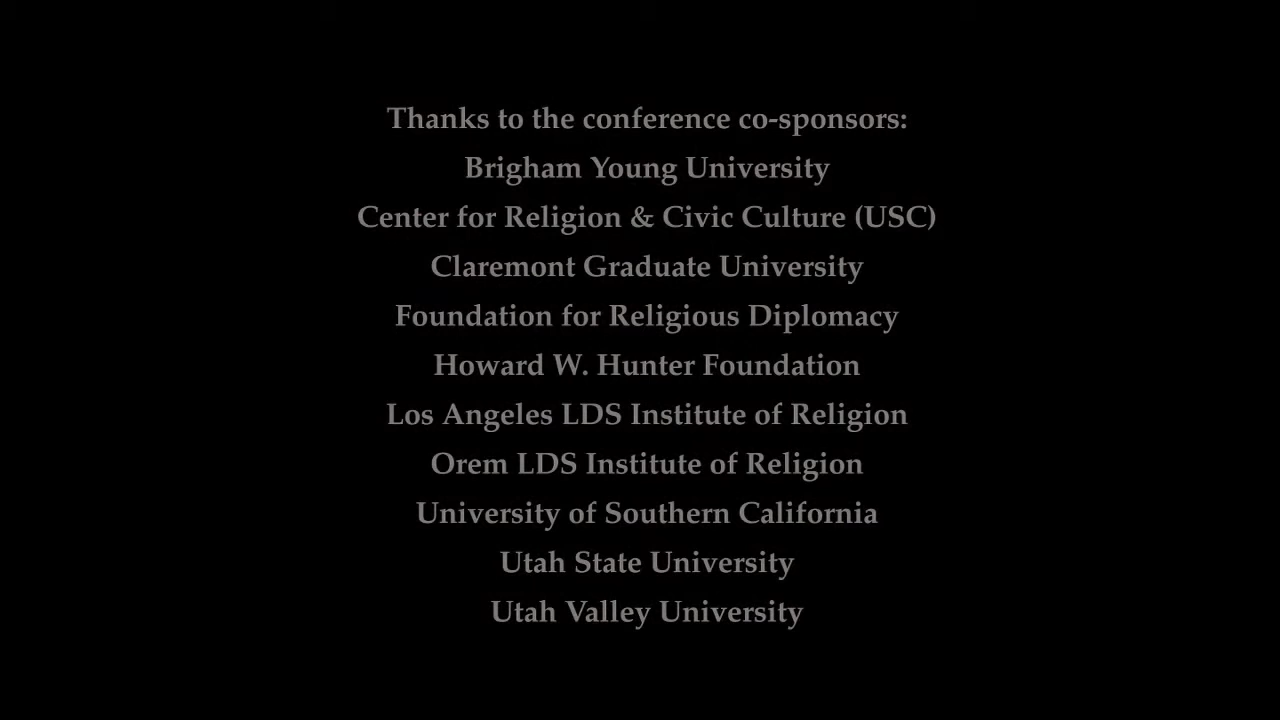 Thanks to the conference co-sponsors:
Brigham Young University
Center for Religion & Civic Culture (USC)
Claremont Graduate University
Foundation for Religious Diplomacy
Howard W. Hunter Foundation
Los Angeles LDS Institute of Religion
Orem LDS Institute of Religion
University of Southern California
Utah State University
Utah Valley University